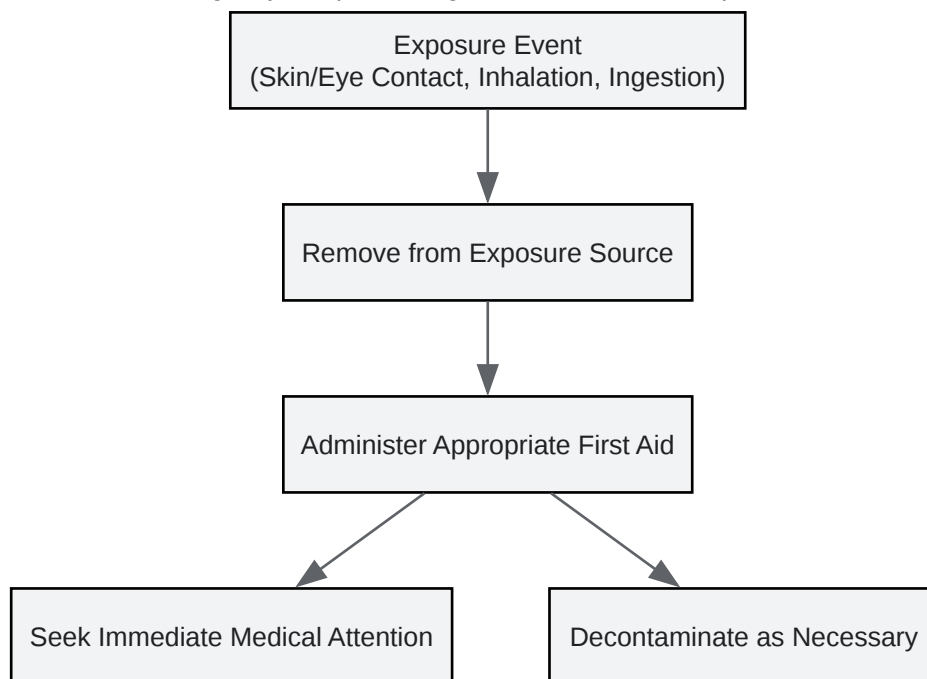 Exposure Event
(Skin/Eye Contact, Inhalation, Ingestion)
Remove from Exposure Source
Administer Appropriate First Aid
Seek Immediate Medical Attention
Decontaminate as Necessary